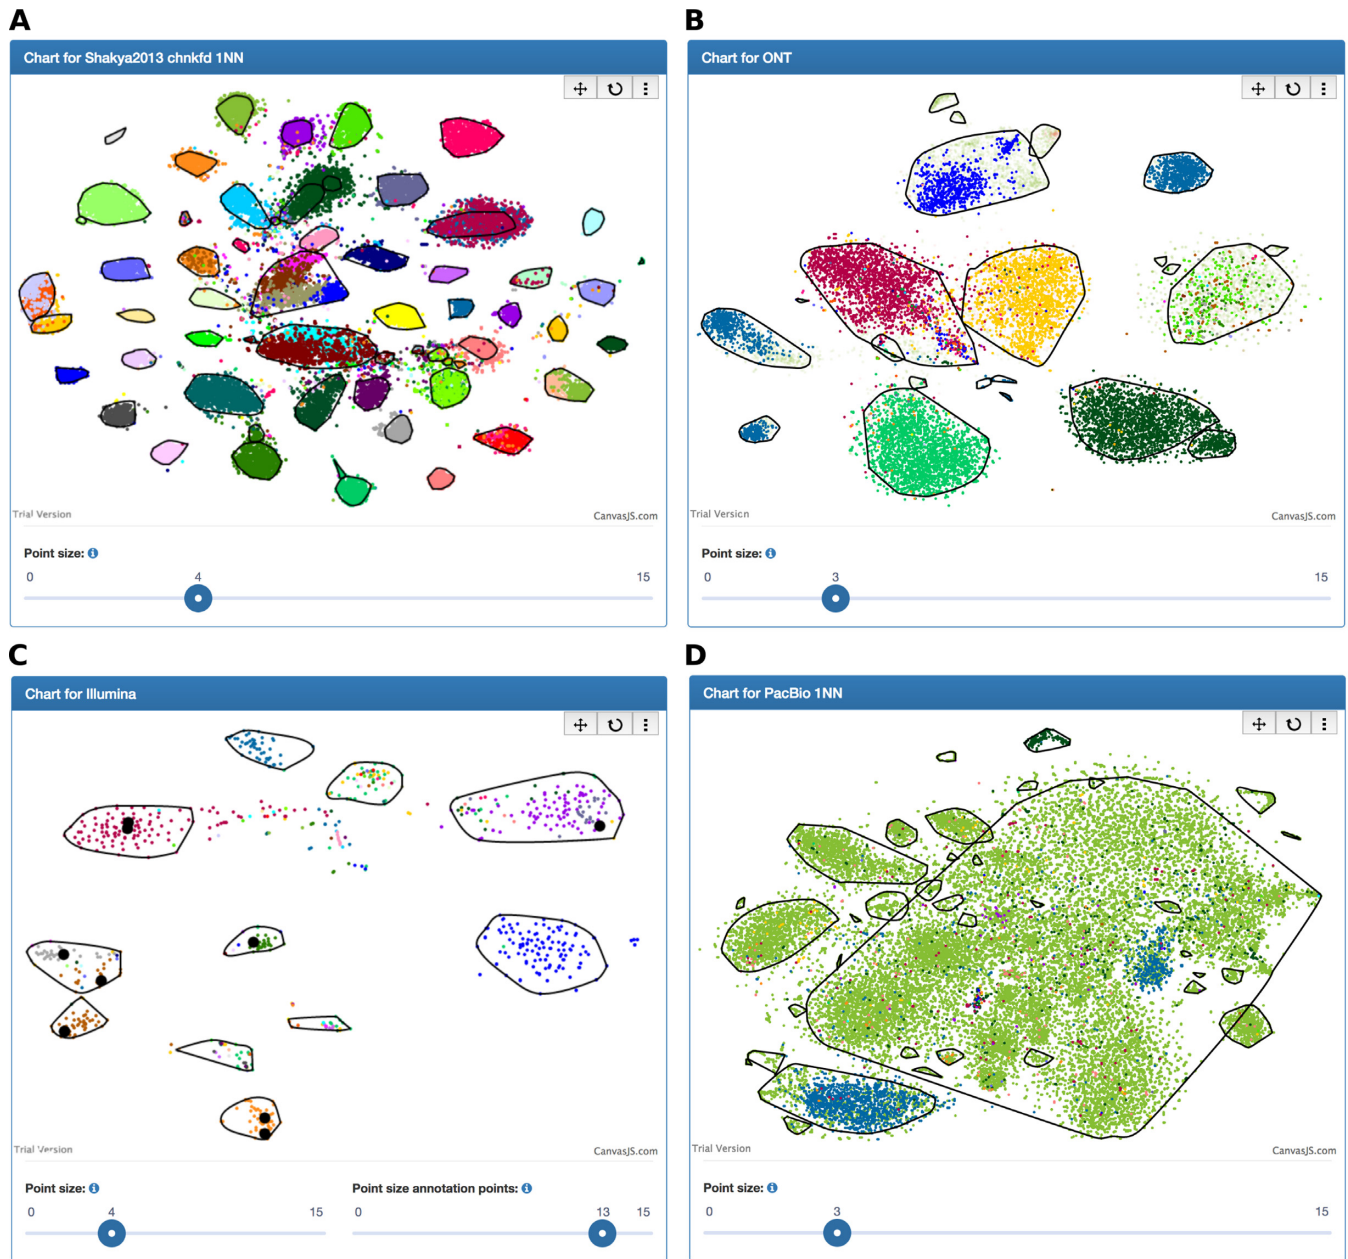 A
Chart for Shakya2013 chnkfd 1NN
Trial Version
CanvasJS.com
Point size:
0 4 15
B
Chart for ONT
Trial Version
CanvasJS.com
Point size:
0 3 15
C
Chart for Illumina
Trial Version
CanvasJS.com
Point size:
0 4 15
Point size annotation points:
0 13 15
D
Chart for PacBio 1NN
Trial Version
CanvasJS.com
Point size:
0 3 15